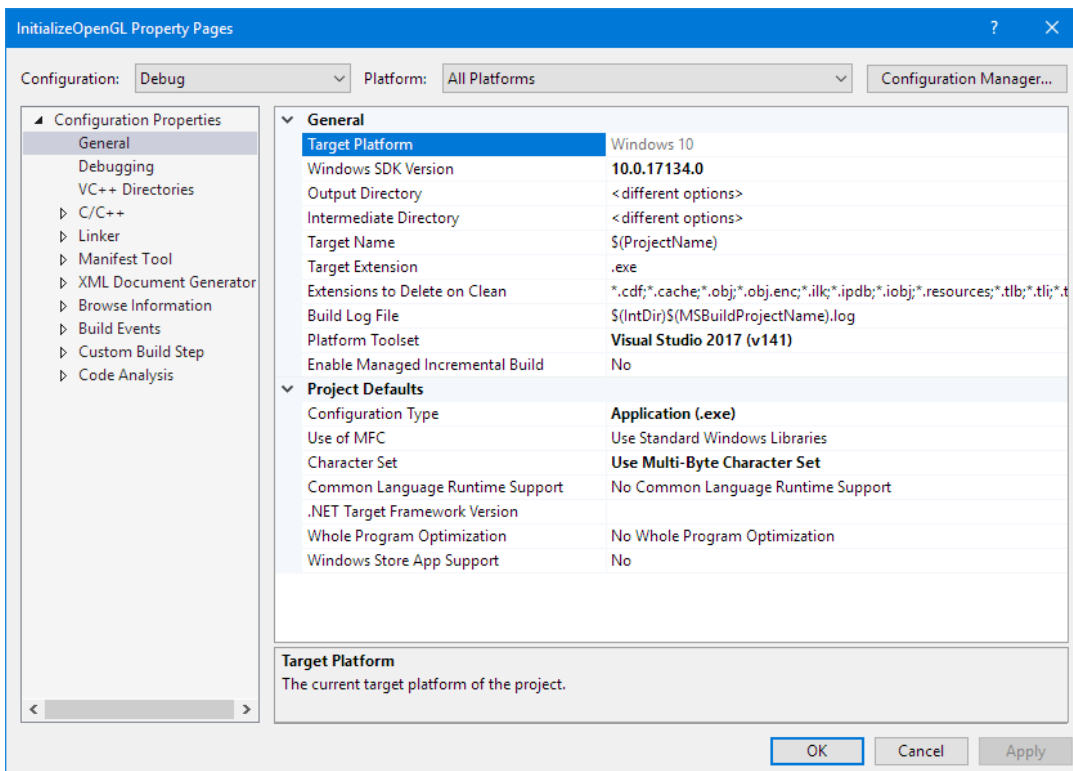 InitializeOpenGL Property Pages ? ×
Configuration: Debug Platform: All Platforms Configuration Manager...
Configuration Properties
General
Debugging
VC++ Directories
C/C++
Linker
Manifest Tool
XML Document Generator
Browse Information
Build Events
Custom Build Step
Code Analysis
General
Target Platform Windows 10
Windows SDK Version 10.0.17134.0
Output Directory <different options>
Intermediate Directory <different options>
Target Name $(ProjectName)
Target Extension .exe
Extensions to Delete on Clean *.cdf;*.cache;*.obj;*.obj.enc;*.ilk;*.ipdb;*.iobj;*.resources;*.tlb;*.tli;*.t
Build Log File $(IntDir)$(MSBuildProjectName).log
Platform Toolset Visual Studio 2017 (v141)
Enable Managed Incremental Build No
Project Defaults
Configuration Type Application (.exe)
Use of MFC Use Standard Windows Libraries
Character Set Use Multi-Byte Character Set
Common Language Runtime Support No Common Language Runtime Support
.NET Target Framework Version
Whole Program Optimization No Whole Program Optimization
Windows Store App Support No
Target Platform
The current target platform of the project.
OK Cancel Apply